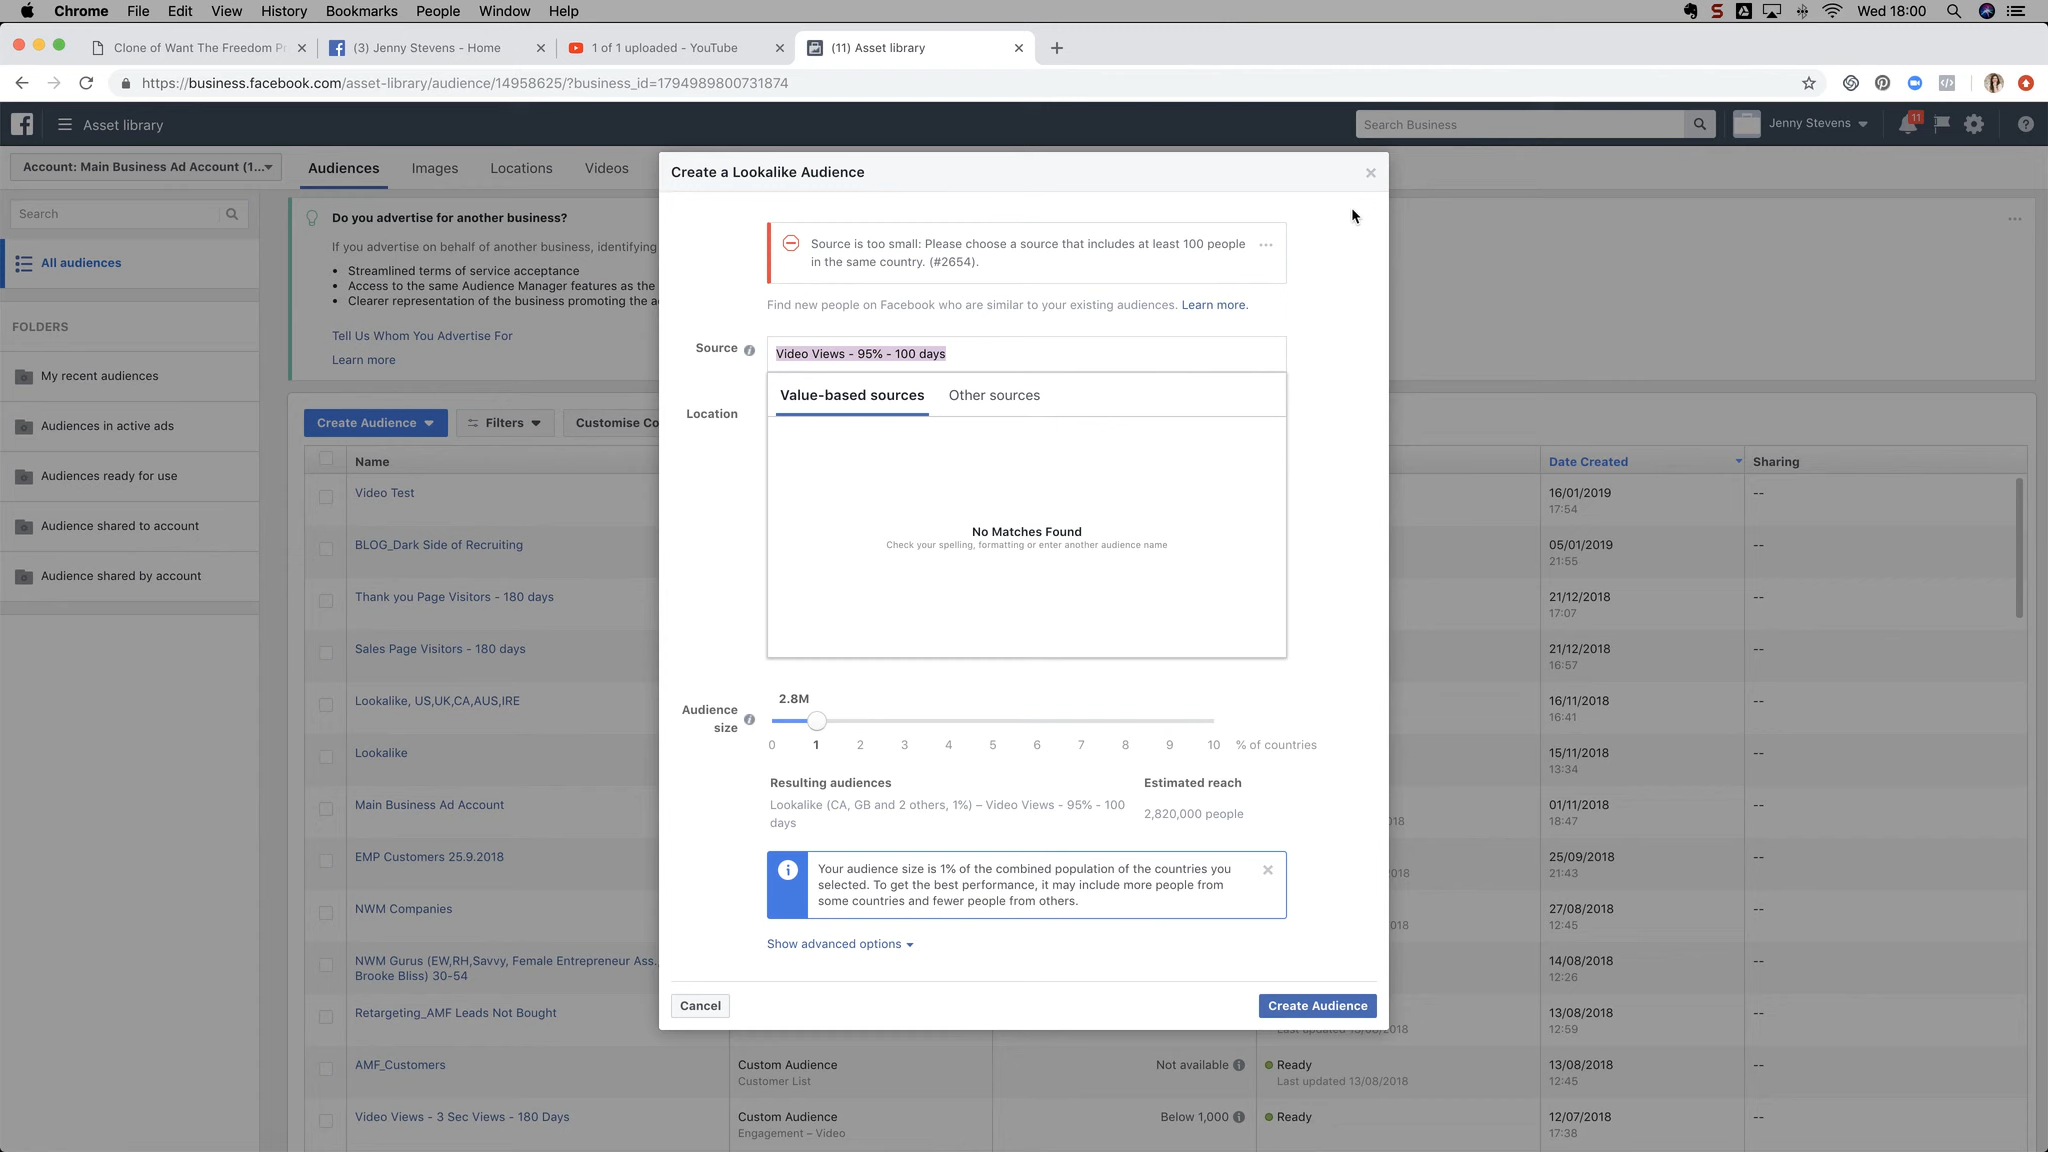 Chrome File Edit View History Bookmarks People Window Help
Wed 18:00
Clone of Want The Freedom Pr
(3) Jenny Stevens - Home
1 of 1 uploaded - YouTube
(11) Asset library
https://business.facebook.com/asset-library/audience/14958625/?business_id=1794989800731874
Asset library
Search Business
Jenny Stevens
11
Account: Main Business Ad Account (1...
Audiences
Images
Locations
Videos
Search
All audiences
FOLDERS
My recent audiences
Audiences in active ads
Audiences ready for use
Audience shared to account
Audience shared by account
Do you advertise for another business?
If you advertise on behalf of another business, identifying
• Streamlined terms of service acceptance
• Access to the same Audience Manager features as the
• Clearer representation of the business promoting the a
Tell Us Whom You Advertise For
Learn more
Create Audience
Filters
Customise Co
Name
Date Created
Sharing
Video Test
16/01/2019
17:54
--
BLOG_Dark Side of Recruiting
05/01/2019
21:55
--
Thank you Page Visitors - 180 days
21/12/2018
17:07
--
Sales Page Visitors - 180 days
21/12/2018
16:57
--
Lookalike, US,UK,CA,AUS,IRE
16/11/2018
16:41
--
Lookalike
15/11/2018
13:34
--
Main Business Ad Account
01/11/2018
18:47
--
18
EMP Customers 25.9.2018
25/09/2018
21:43
--
018
NWM Companies
27/08/2018
12:45
--
018
NWM Gurus (EW,RH,Savvy, Female Entrepreneur Ass.,
Brooke Bliss) 30-54
14/08/2018
12:26
--
Retargeting_AMF Leads Not Bought
Last updated 13/08/2018
13/08/2018
12:59
--
AMF_Customers
Custom Audience
Customer List
Not available
Ready
Last updated 13/08/2018
13/08/2018
12:45
--
Video Views - 3 Sec Views - 180 Days
Custom Audience
Engagement – Video
Below 1,000
Ready
12/07/2018
17:38
--
Create a Lookalike Audience
Source is too small: Please choose a source that includes at least 100 people
in the same country. (#2654).
Find new people on Facebook who are similar to your existing audiences. Learn more.
Source
Video Views - 95% - 100 days
Value-based sources
Other sources
Location
No Matches Found
Check your spelling, formatting or enter another audience name
2.8M
Audience
size
0 1 2 3 4 5 6 7 8 9 10 % of countries
Resulting audiences
Estimated reach
Lookalike (CA, GB and 2 others, 1%) – Video Views - 95% - 100
days
2,820,000 people
Your audience size is 1% of the combined population of the countries you
selected. To get the best performance, it may include more people from
some countries and fewer people from others.
Show advanced options
Cancel
Create Audience